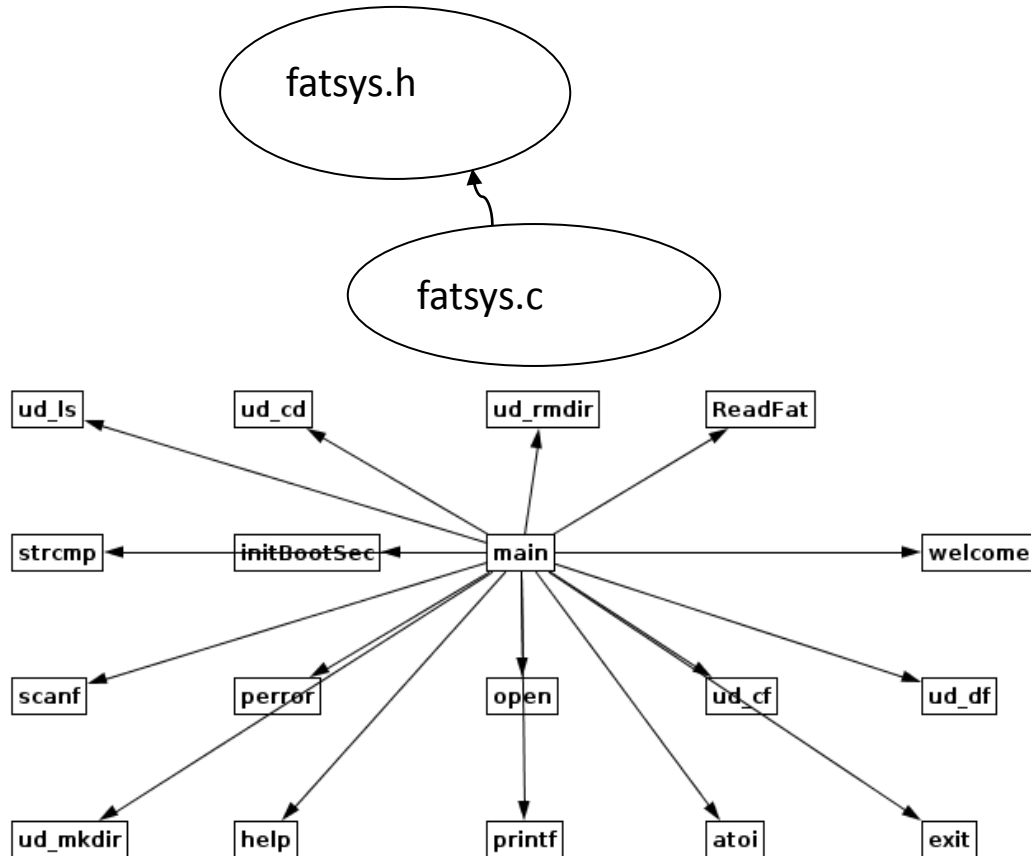 fatsys.h
fatsys.c
ud_ls ud_cd ud_rmdir ReadFat
strcmp initBootSec main welcome
scanf perror open ud_cf ud_df
ud_mkdir help printf atoi exit